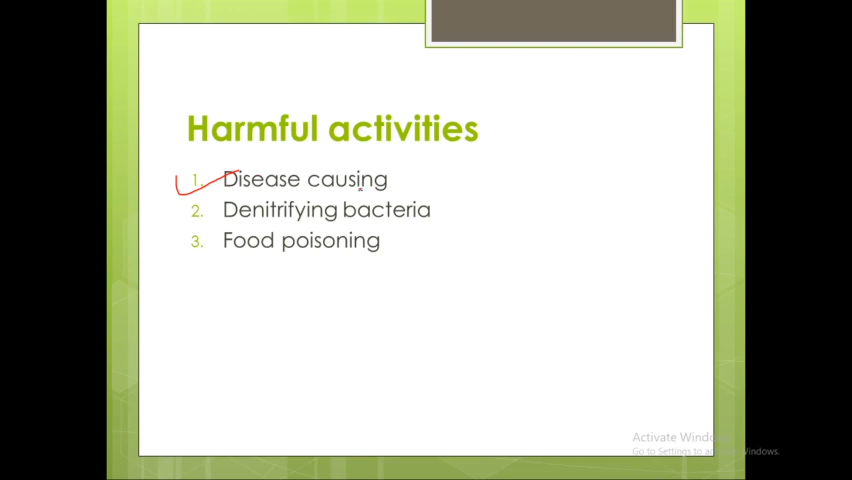 Harmful activities
1. Disease causing
2. Denitrifying bacteria
3. Food poisoning
Activate Windows
Go to Settings to activate Windows.